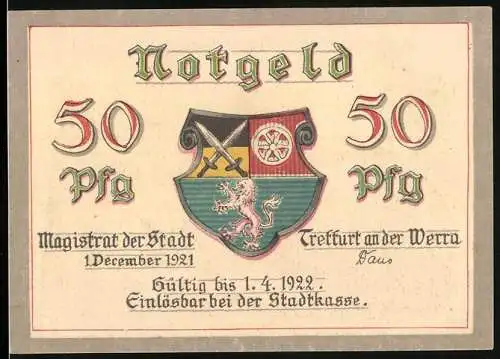 Notgeld
50 Pfg
50 Pfg
Magistrat der Stadt Treffurt an der Werra
1. December 1921
Gültig bis 1.4.1922.
Einlösbar bei der Stadtkasse.